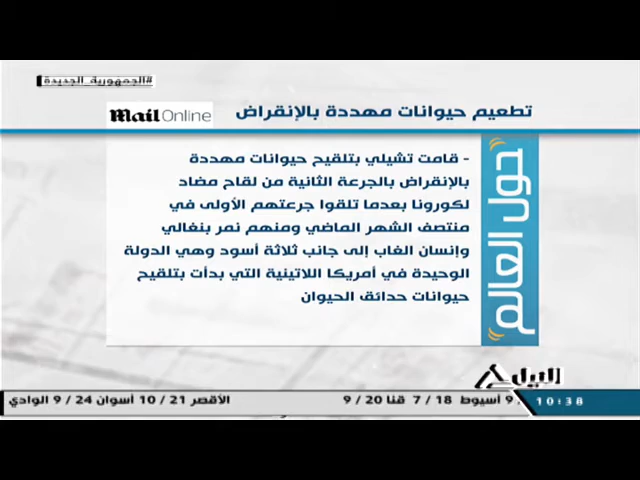 #الجمهورية_الجديدة
تطعيم حيوانات مهددة بالإنقراض
Mail Online
حول العالم
- قامت تشيلي بتلقيح حيوانات مهددة
بالإنقراض بالجرعة الثانية من لقاح مضاد
لكورونا بعدما تلقوا جرعتهم الأولى في
منتصف الشهر الماضي ومنهم نمر بنغالي
وإنسان الغاب إلى جانب ثلاثة أسود وهي الدولة
الوحيدة في أمريكا اللاتينية التي بدأت بتلقيح
حيوانات حدائق الحيوان
النيل
10:38
9 أسيوط 18 / 7 قنا 20 / 9 الأقصر 21 / 10 أسوان 24 / 9 الوادي